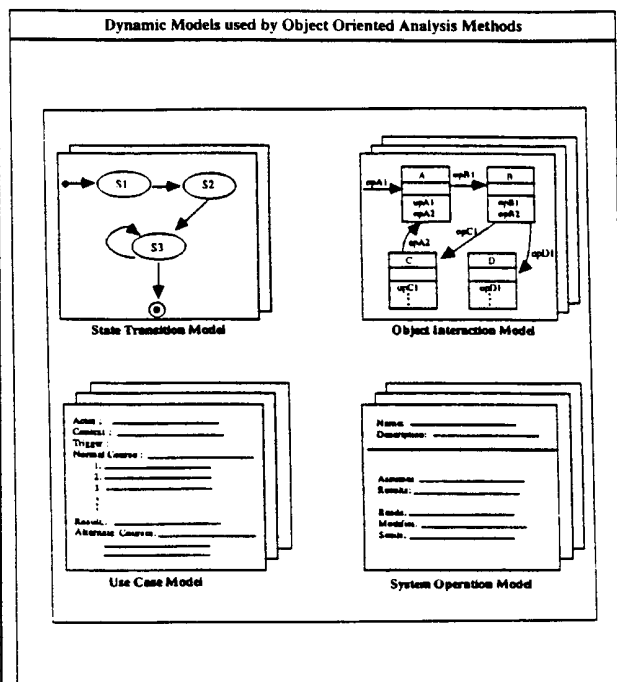 Dynamic Models used by Object Oriented Analysis Methods
S1
S2
S3
State Transition Model
opA1
A
opA1
opA2
opB1
B
opB1
opB2
opA2
opC1
opD1
C
opC1
D
opD1
Object Interaction Model
Actor :
Context :
Trigger :
Normal Course :
1.
2.
3
Result :
Alternate Courses:
Use Case Model
Name:
Description:
Assumes
Results:
Reads:
Modifies:
Sends:
System Operation Model